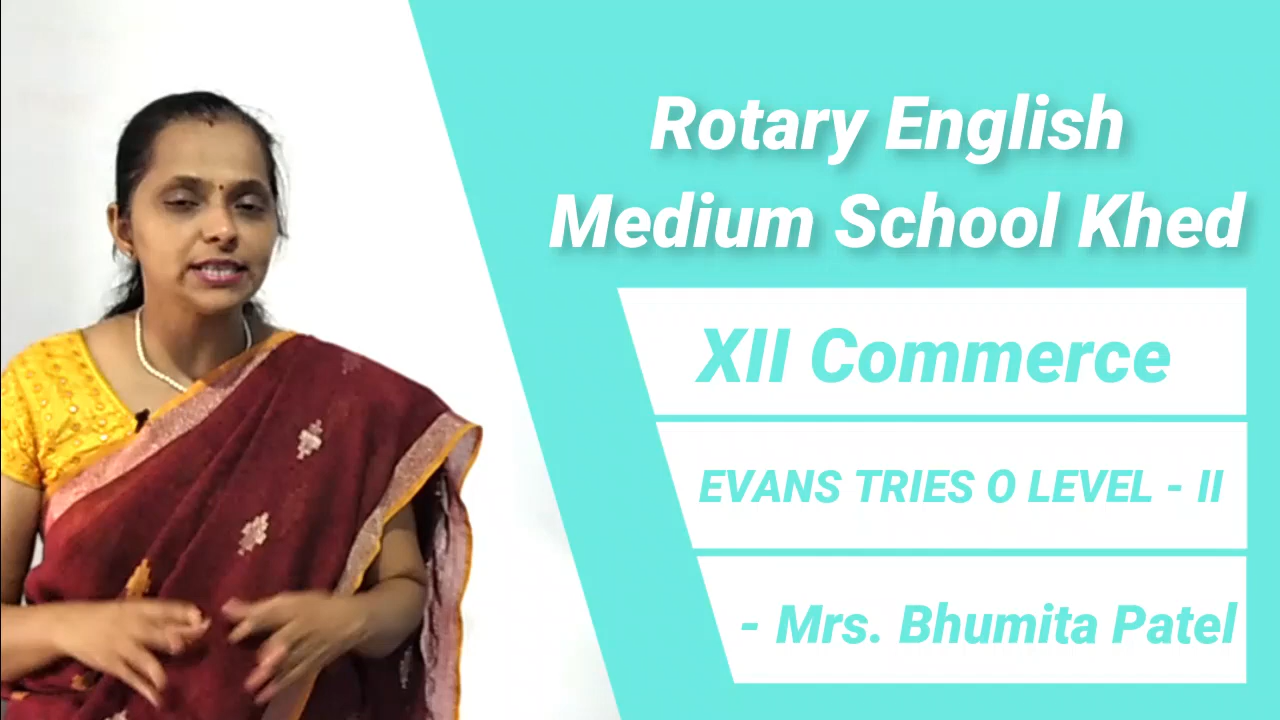 Rotary English
Medium School Khed
XII Commerce
EVANS TRIES O LEVEL - II
- Mrs. Bhumita Patel